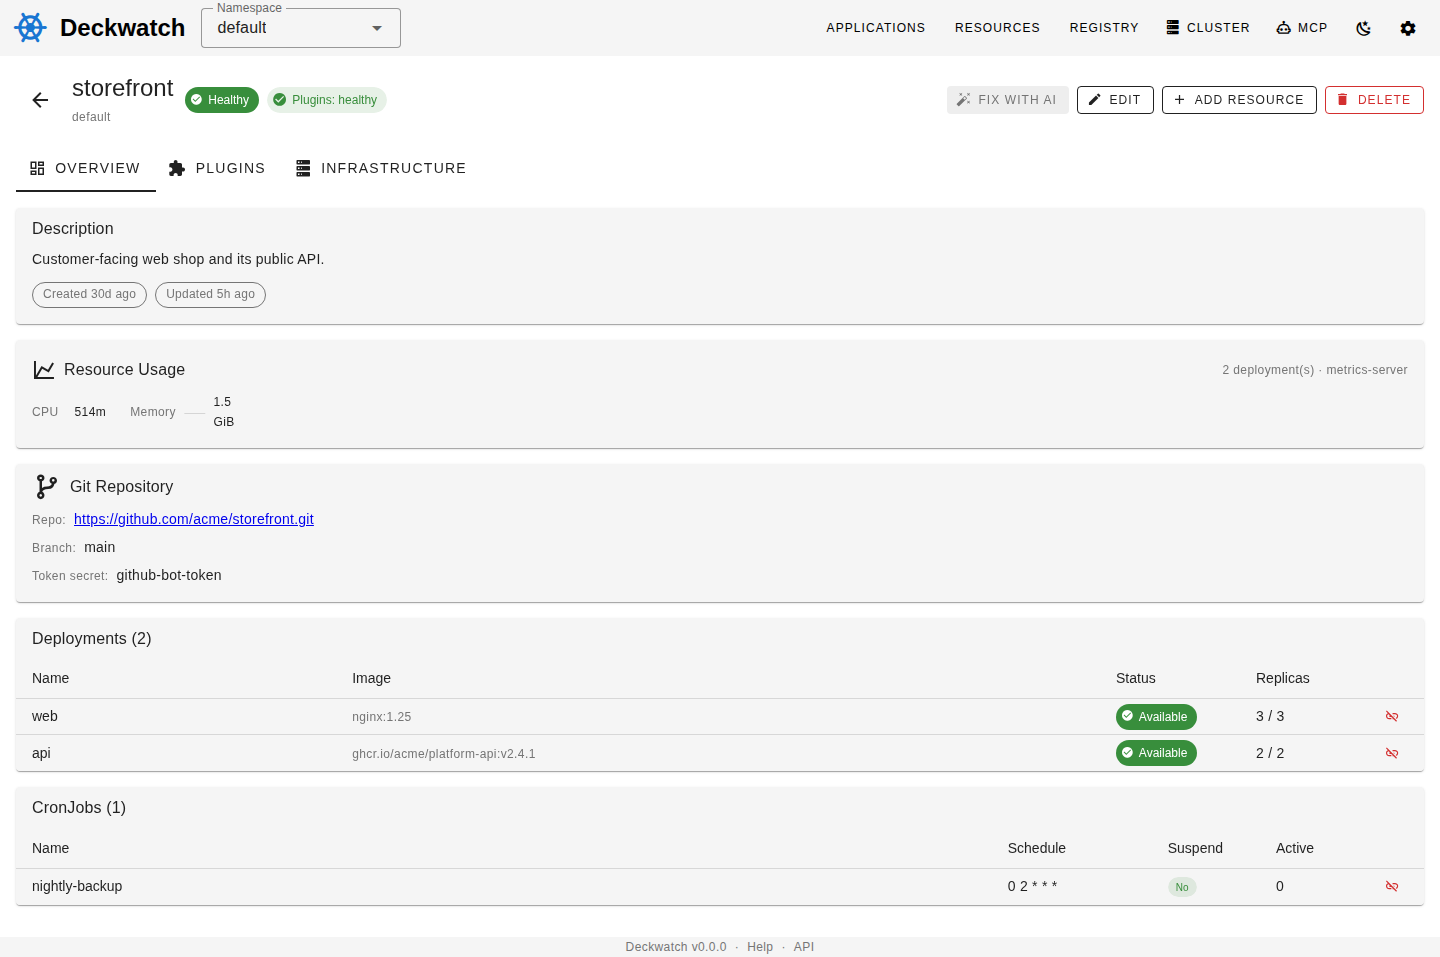 Deckwatch
Namespace
default
APPLICATIONS
RESOURCES
REGISTRY
CLUSTER
MCP
storefront
default
Healthy
Plugins: healthy
FIX WITH AI
EDIT
ADD RESOURCE
DELETE
OVERVIEW
PLUGINS
INFRASTRUCTURE
Description
Customer-facing web shop and its public API.
Created 30d ago
Updated 5h ago
Resource Usage
2 deployment(s) · metrics-server
CPU 514m Memory 1.5
GiB
Git Repository
Repo: https://github.com/acme/storefront.git
Branch: main
Token secret: github-bot-token
Deployments (2)
Name Image Status Replicas
web nginx:1.25 Available 3 / 3
api ghcr.io/acme/platform-api:v2.4.1 Available 2 / 2
CronJobs (1)
Name Schedule Suspend Active
nightly-backup 0 2 * * * No 0
Deckwatch v0.0.0 · Help · API